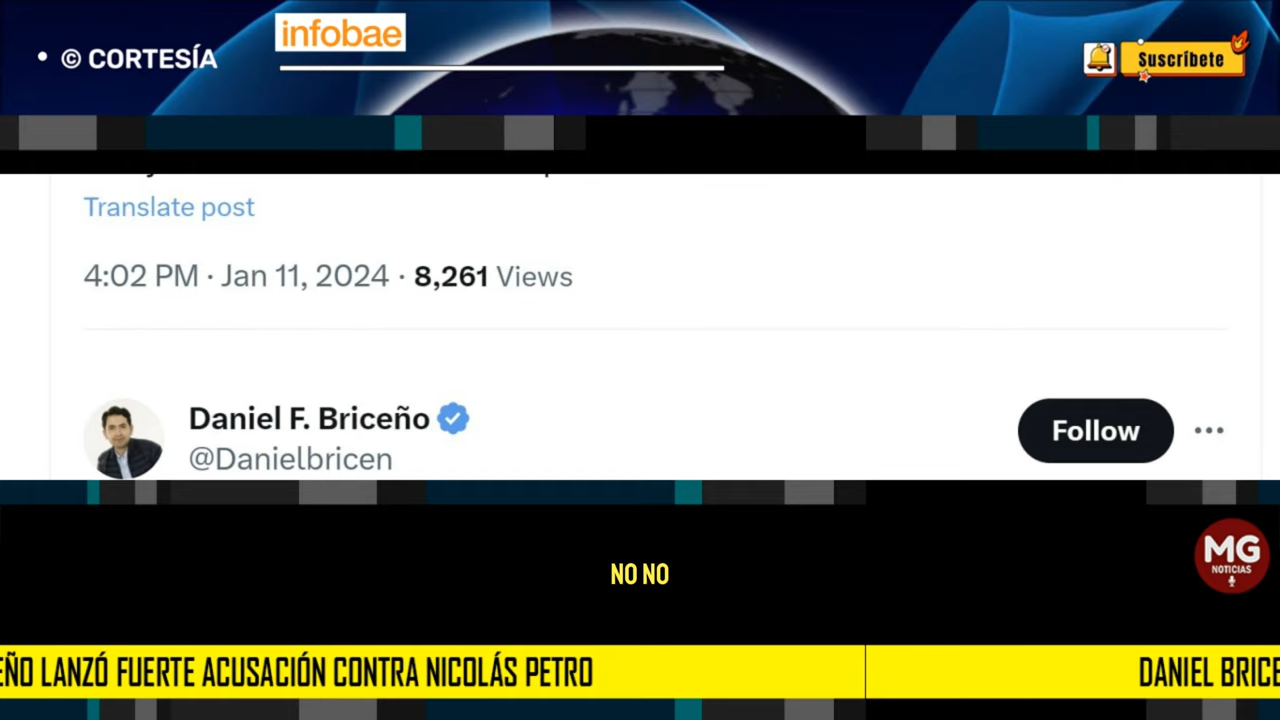 • © CORTESÍA
infobae
Suscríbete
Translate post
4:02 PM · Jan 11, 2024 · 8,261 Views
Daniel F. Briceño
@Danielbricen
Follow
NO NO
MG
NOTICIAS
EÑO LANZÓ FUERTE ACUSACIÓN CONTRA NICOLÁS PETRO
DANIEL BRICE